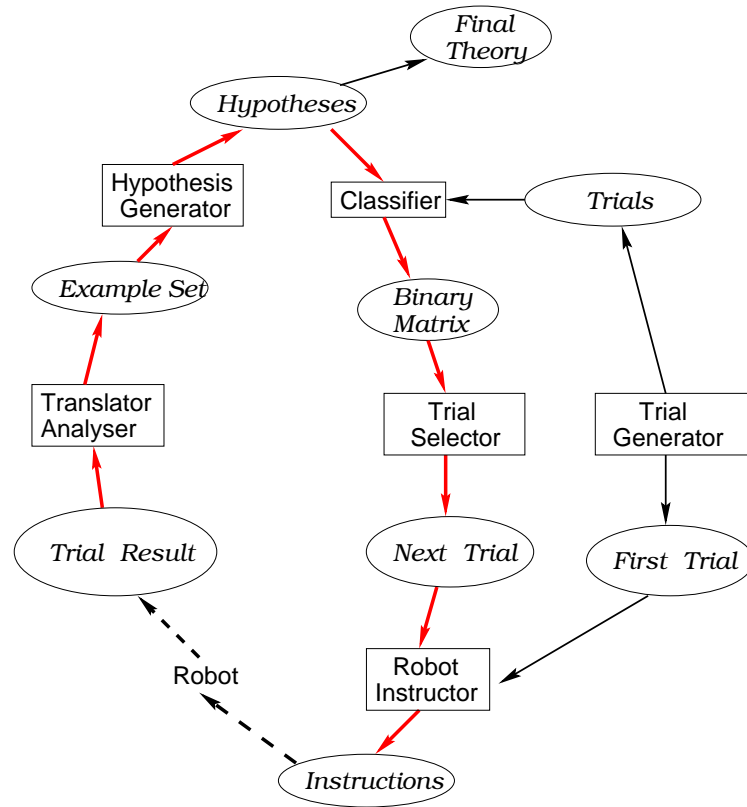 Final
Theory
Hypotheses
Hypothesis
Generator
Classifier
Trials
Example Set
Binary
Matrix
Translator
Analyser
Trial
Selector
Trial
Generator
Trial Result
Next Trial
First Trial
Robot
Robot
Instructor
Instructions